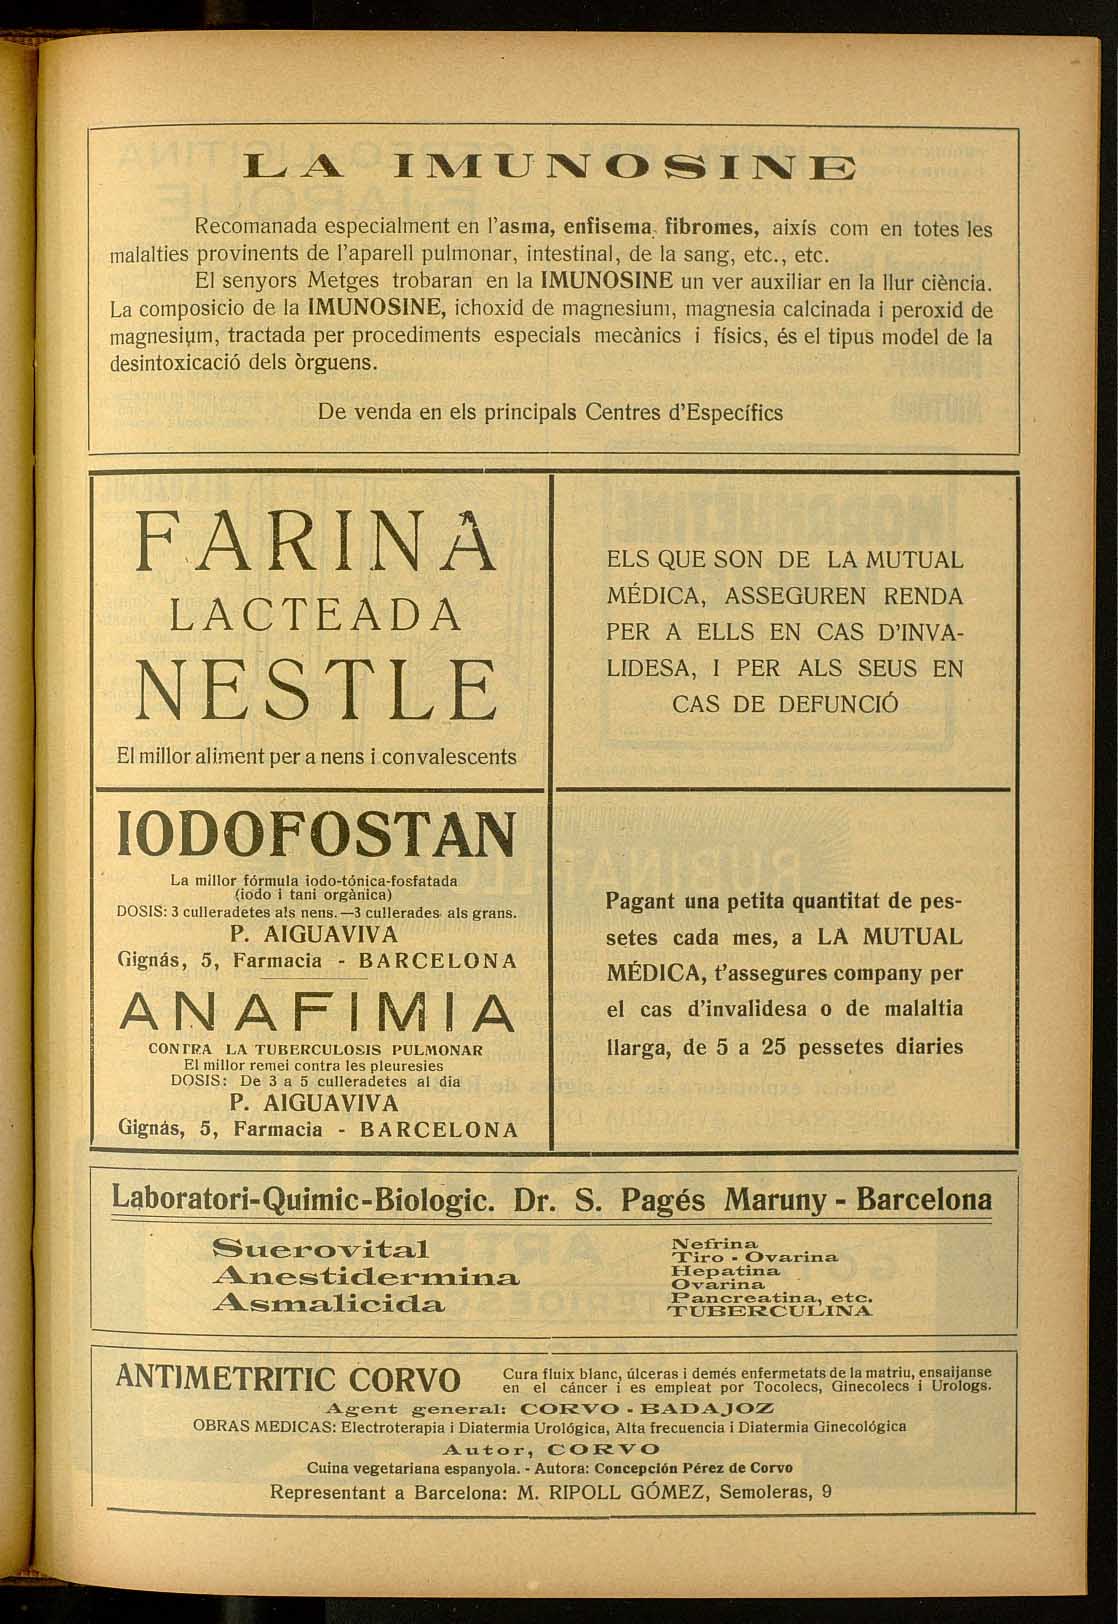 LA IMUNOSINE
Recomanada especialment en l'asma, enfisema, fibromes, aixís com en totes les
malalties provinents de l'aparell pulmonar, intestinal, de la sang, etc., etc.
El senyors Metges trobaran en la IMUNOSINE un ver auxiliar en la llur ciència.
La composicio de la IMUNOSINE, ichoxid de magnesium, magnesia calcinada i peroxid de
magnesium, tractada per procediments especials mecànics i físics, és el tipus model de la
desintoxicació dels òrguens.
De venda en els principals Centres d'Específics
FARINA
LACTEADA
NESTLE
El millor aliment per a nens i convalescents
ELS QUE SON DE LA MUTUAL
MÉDICA, ASSEGUREN RENDA
PER A ELLS EN CAS D'INVA-
LIDESA, I PER ALS SEUS EN
CAS DE DEFUNCIÓ
IODOFOSTAN
La millor fórmula iodo-tónica-fosfatada
(iodo i tani orgànica)
DOSIS: 3 culleradetes als nens.—3 cullerades als grans.
P. AIGUAVIVA
Gignás, 5, Farmacia - BARCELONA
ANAFIMIA
CONTRA LA TUBERCULOSIS PULMONAR
El millor remei contra les pleuresies
DOSIS: De 3 a 5 culleradetes al dia
P. AIGUAVIVA
Gignás, 5, Farmacia - BARCELONA
Pagant una petita quantitat de pes-
setes cada mes, a LA MUTUAL
MÉDICA, t'assegures company per
el cas d'invalidesa o de malaltia
llarga, de 5 a 25 pessetes diaries
Laboratori-Quimic-Biologic. Dr. S. Pagés Maruny - Barcelona
Suerovital
Anestidermina
Asmalicida
Nefrina
Tiro - Ovarina
Hepatina
Ovarina
Pancreatina, etc.
TUBERCULINA
ANTIMETRITIC CORVO
Cura fluix blanc, úlceras i demés enfermetats de la matriu, ensaijanse
en el cáncer i es empleat por Tocolecs, Ginecolecs i Urologs.
Agent general: CORVO - BADAJOZ
OBRAS MEDICAS: Electroterapia i Diatermia Urológica, Alta frecuencia i Diatermia Ginecológica
Autor, CORVO
Cuina vegetariana espanyola. - Autora: Concepción Pérez de Corvo
Representant a Barcelona: M. RIPOLL GÓMEZ, Semoleras, 9